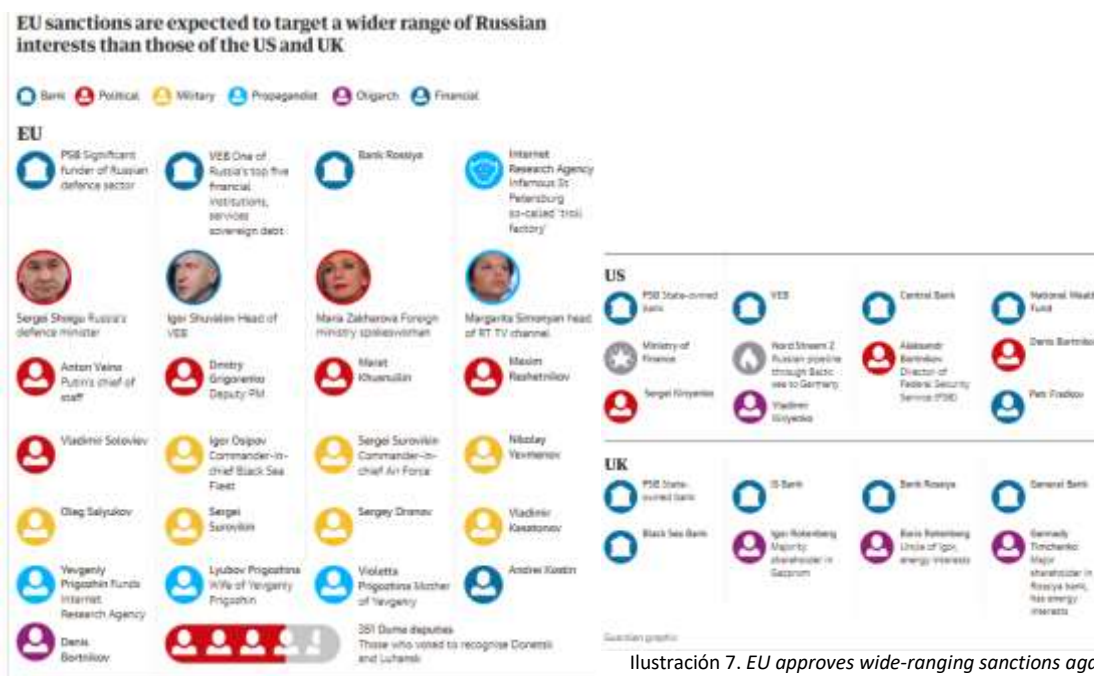 EU sanctions are expected to target a wider range of Russian
interests than those of the US and UK
Bank
Political
Military
Propagandist
Oligarch
Financial
EU
PSB Significant
funder of Russian
defence sector
VEB One of
Russia's top five
financial
institutions,
services
sovereign debt
Bank Rossiya
Internet
Research Agency
Infamous St
Petersburg
so-called 'troll
factory'
Sergei Shoigu Russia's
defence minister
Igor Shuvalov Head of
VEB
Maria Zakharova Foreign
ministry spokeswoman
Margarita Simonyan head
of RT TV channel
Anton Vaino
Putin's chief of
staff
Dmitry
Grigorenko
Deputy PM
Marat
Khusnullin
Maxim
Reshetnikov
Vladimir Soloviev
Igor Osipov
Commander-in-
chief Black Sea
Fleet
Sergei Surovikin
Commander-in-
chief Air Force
Nikolay
Yevmenov
Oleg Salyukov
Sergei
Surovikin
Sergey Dronov
Vladimir
Kasatonov
Yevgeniy
Prigozhin Funds
Internet
Research Agency
Lyubov Prigozhina
Wife of Yevgeniy
Prigozhin
Violetta
Prigozhina Mother
of Yevgeniy
Andrei Kostin
Denis
Bortnikov
351 Duma deputies
Those who voted to recognise Donetsk
and Luhansk
US
PSB State-owned
bank
VEB
Central Bank
National Wealth
Fund
Ministry of
Finance
Nord Stream 2
Russian pipeline
through Baltic
sea to Germany
Aleksandr
Bortnikov
Director of
Federal Security
Service (FSB)
Denis Bortnikov
Sergei Kiriyenko
Vladimir
Kiriyenko
Petr Fradkov
UK
PSB State-
owned bank
IS Bank
Bank Rossiya
General Bank
Black Sea Bank
Igor Rotenberg
Majority
shareholder in
Gazprom
Boris Rotenberg
Uncle of Igor,
energy interests
Gennady
Timchenko
Major
shareholder in
Rossiya bank,
has energy
interests
Guardian graphic
Ilustración 7. EU approves wide-ranging sanctions